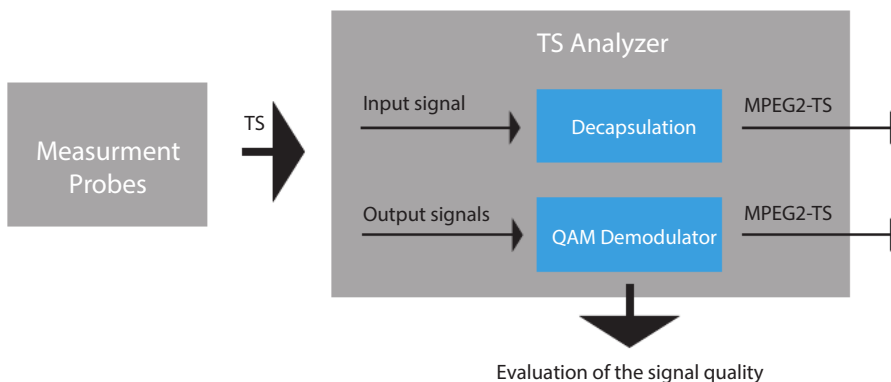 TS Analyzer
Measurment
Probes
TS
Input signal
Decapsulation
MPEG2-TS
Output signals
QAM Demodulator
MPEG2-TS
Evaluation of the signal quality